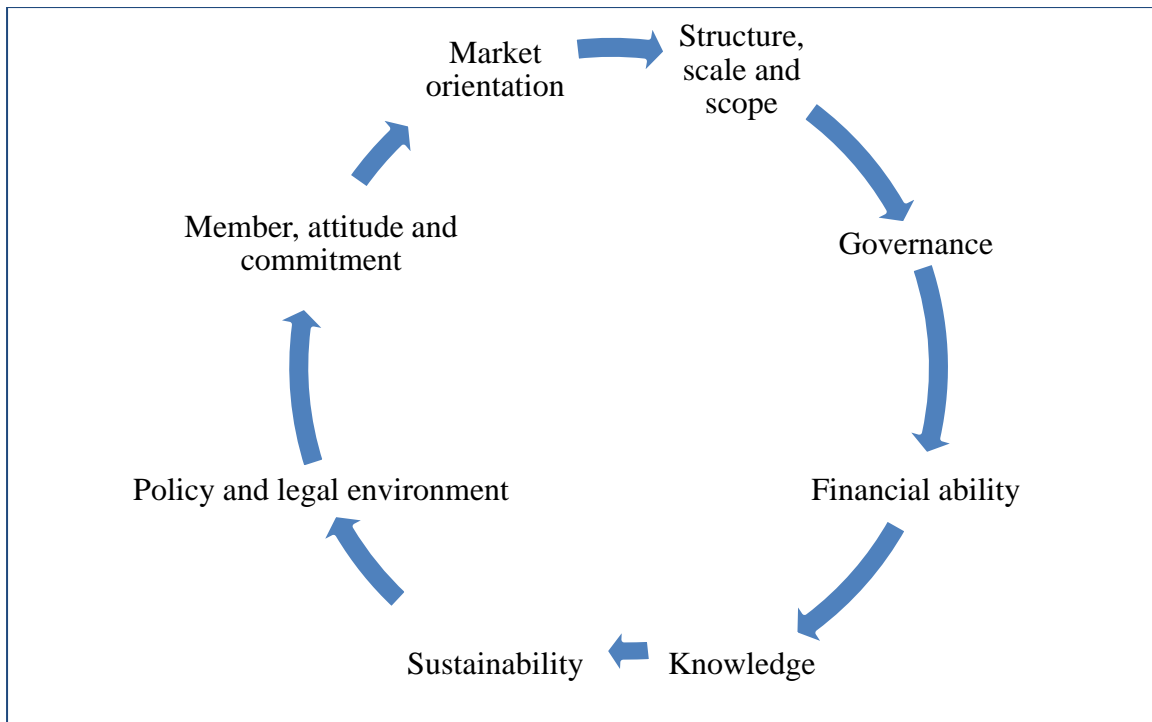 Market
orientation
Structure,
scale and
scope
Governance
Financial ability
Knowledge
Sustainability
Policy and legal environment
Member, attitude and
commitment